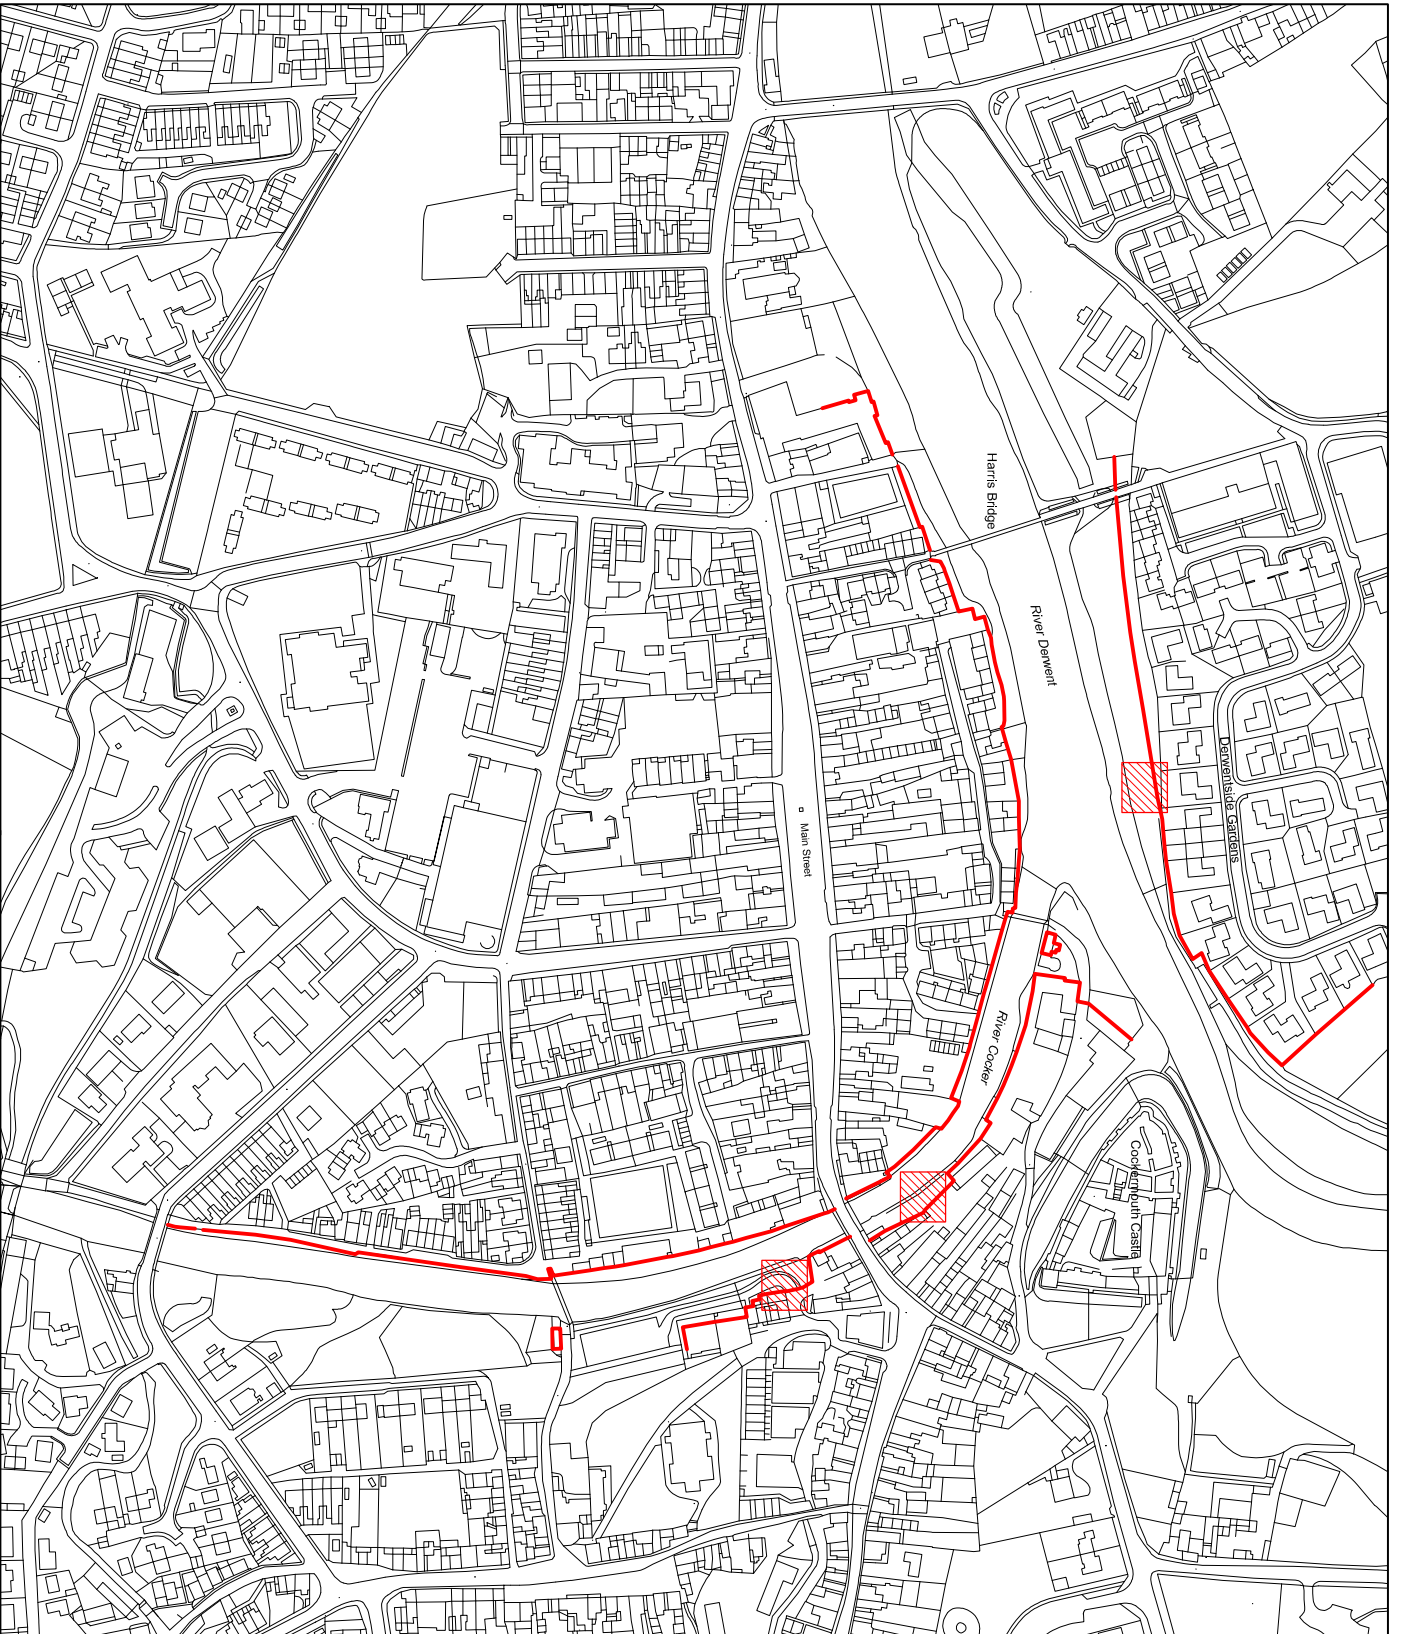 Harris Bridge
River Derwent
Derwentside Gardens
Main Street
River Cocker
Cockermouth Castle